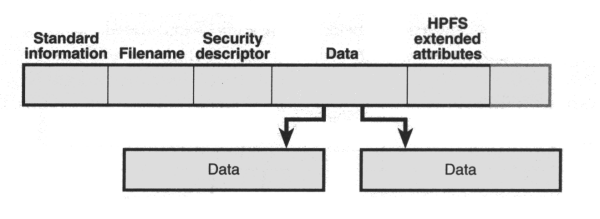 Standard information
Filename
Security descriptor
Data
HPFS extended attributes
Data
Data